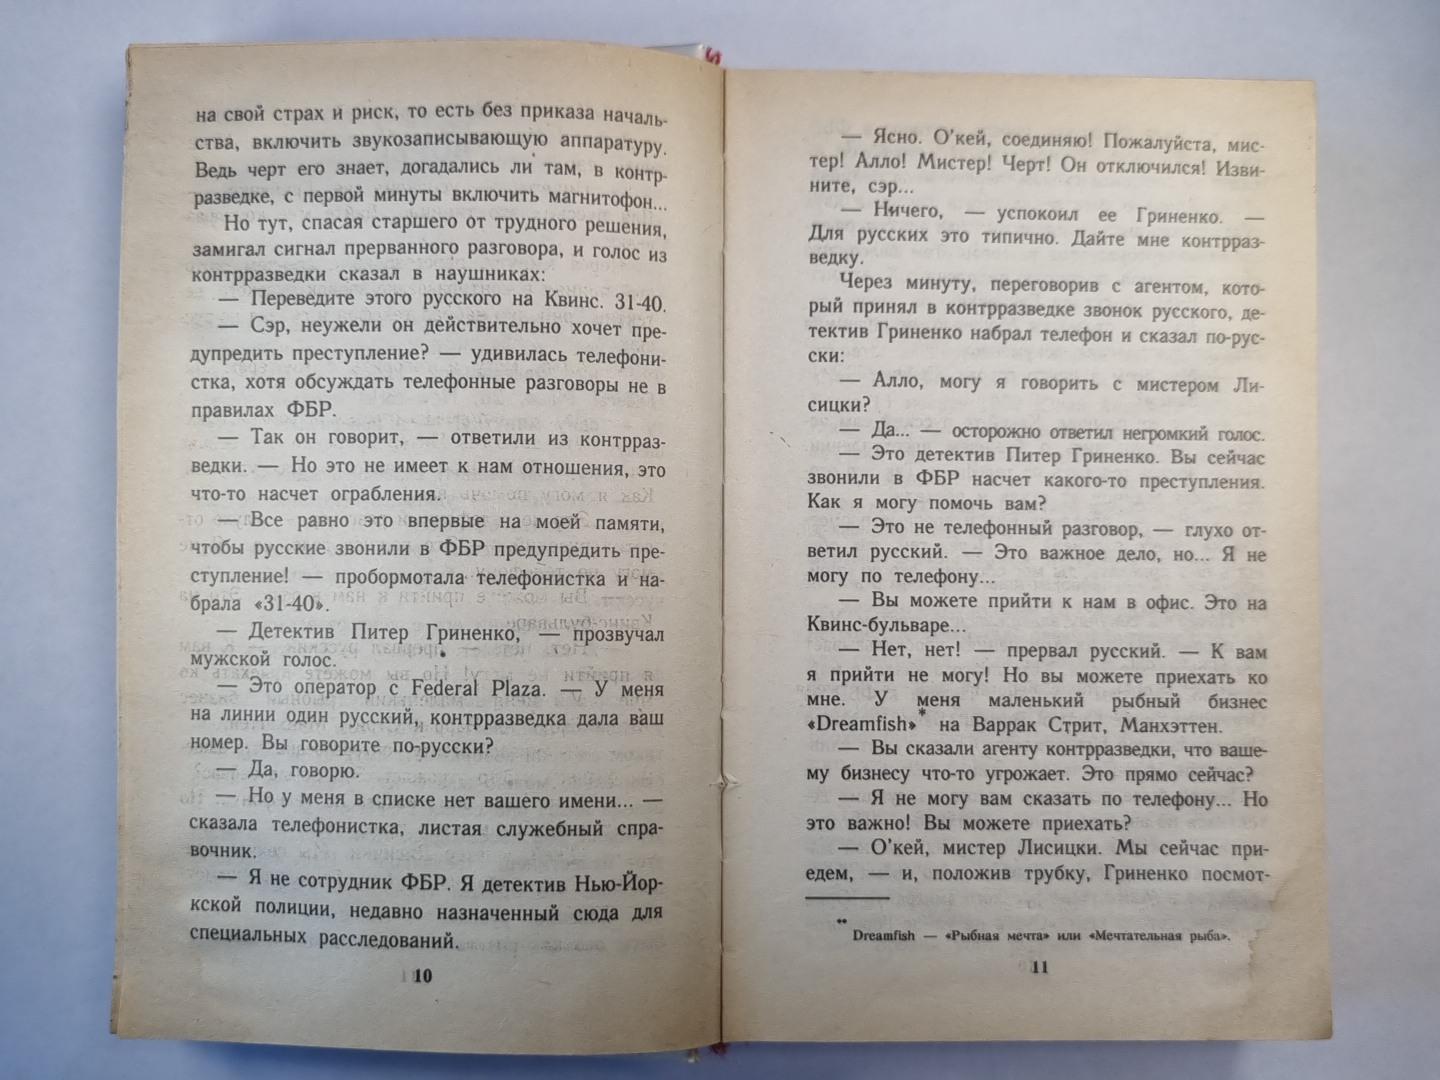 на свой страх и риск, то есть без приказа началь-
ства, включить звукозаписывающую аппаратуру.
Ведь черт его знает, догадались ли там, в контр-
разведке, с первой минуты включить магнитофон...
Но тут, спасая старшего от трудного решения,
замигал сигнал прерванного разговора, и голос из
контрразведки сказал в наушниках:
— Переведите этого русского на Квинс. 31-40.
— Сэр, неужели он действительно хочет пре-
дупредить преступление? — удивилась телефони-
стка, хотя обсуждать телефонные разговоры не в
правилах ФБР.
— Так он говорит, — ответили из контрраз-
ведки. — Но это не имеет к нам отношения, это
что-то насчет ограбления.
— Все равно это впервые на моей памяти,
чтобы русские звонили в ФБР предупредить пре-
ступление! — пробормотала телефонистка и на-
брала «31-40».
— Детектив Питер Гриненко, — прозвучал
мужской голос.
— Это оператор с Federal Plaza. — У меня
на линии один русский, контрразведка дала ваш
номер. Вы говорите по-русски?
— Да, говорю.
— Но у меня в списке нет вашего имени... —
сказала телефонистка, листая служебный спра-
вочник.
— Я не сотрудник ФБР. Я детектив Нью-Йор-
кской полиции, недавно назначенный сюда для
специальных расследований.
10
— Ясно. О'кей, соединяю! Пожалуйста, мис-
тер! Алло! Мистер! Черт! Он отключился! Изви-
ните, сэр...
— Ничего, — успокоил ее Гриненко. —
Для русских это типично. Дайте мне контрраз-
ведку.
Через минуту, переговорив с агентом, кото-
рый принял в контрразведке звонок русского, де-
тектив Гриненко набрал телефон и сказал по-рус-
ски:
— Алло, могу я говорить с мистером Ли-
сицки?
— Да... — осторожно ответил негромкий голос.
— Это детектив Питер Гриненко. Вы сейчас
звонили в ФБР насчет какого-то преступления.
Как я могу помочь вам?
— Это не телефонный разговор, — глухо от-
ветил русский. — Это важное дело, но... Я не
могу по телефону...
— Вы можете прийти к нам в офис. Это на
Квинс-бульваре...
— Нет, нет! — прервал русский. — К вам
я прийти не могу! Но вы можете приехать ко
мне. У меня маленький рыбный бизнес
«Dreamfish»* на Варрак Стрит, Манхэттен.
— Вы сказали агенту контрразведки, что ваше-
му бизнесу что-то угрожает. Это прямо сейчас?
— Я не могу вам сказать по телефону... Но
это важно! Вы можете приехать?
— О'кей, мистер Лисицки. Мы сейчас при-
едем, — и, положив трубку, Гриненко посмот-
** Dreamfish — «Рыбная мечта» или «Мечтательная рыба».
11